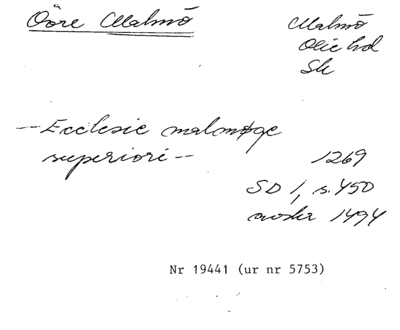 Övre Malmö
Malmö
Oxie hd
Sk
--Ecclesie malmøge
superiori--
1269
SD 1, s. 450
avskr 1494
Nr 19441 (ur nr 5753)